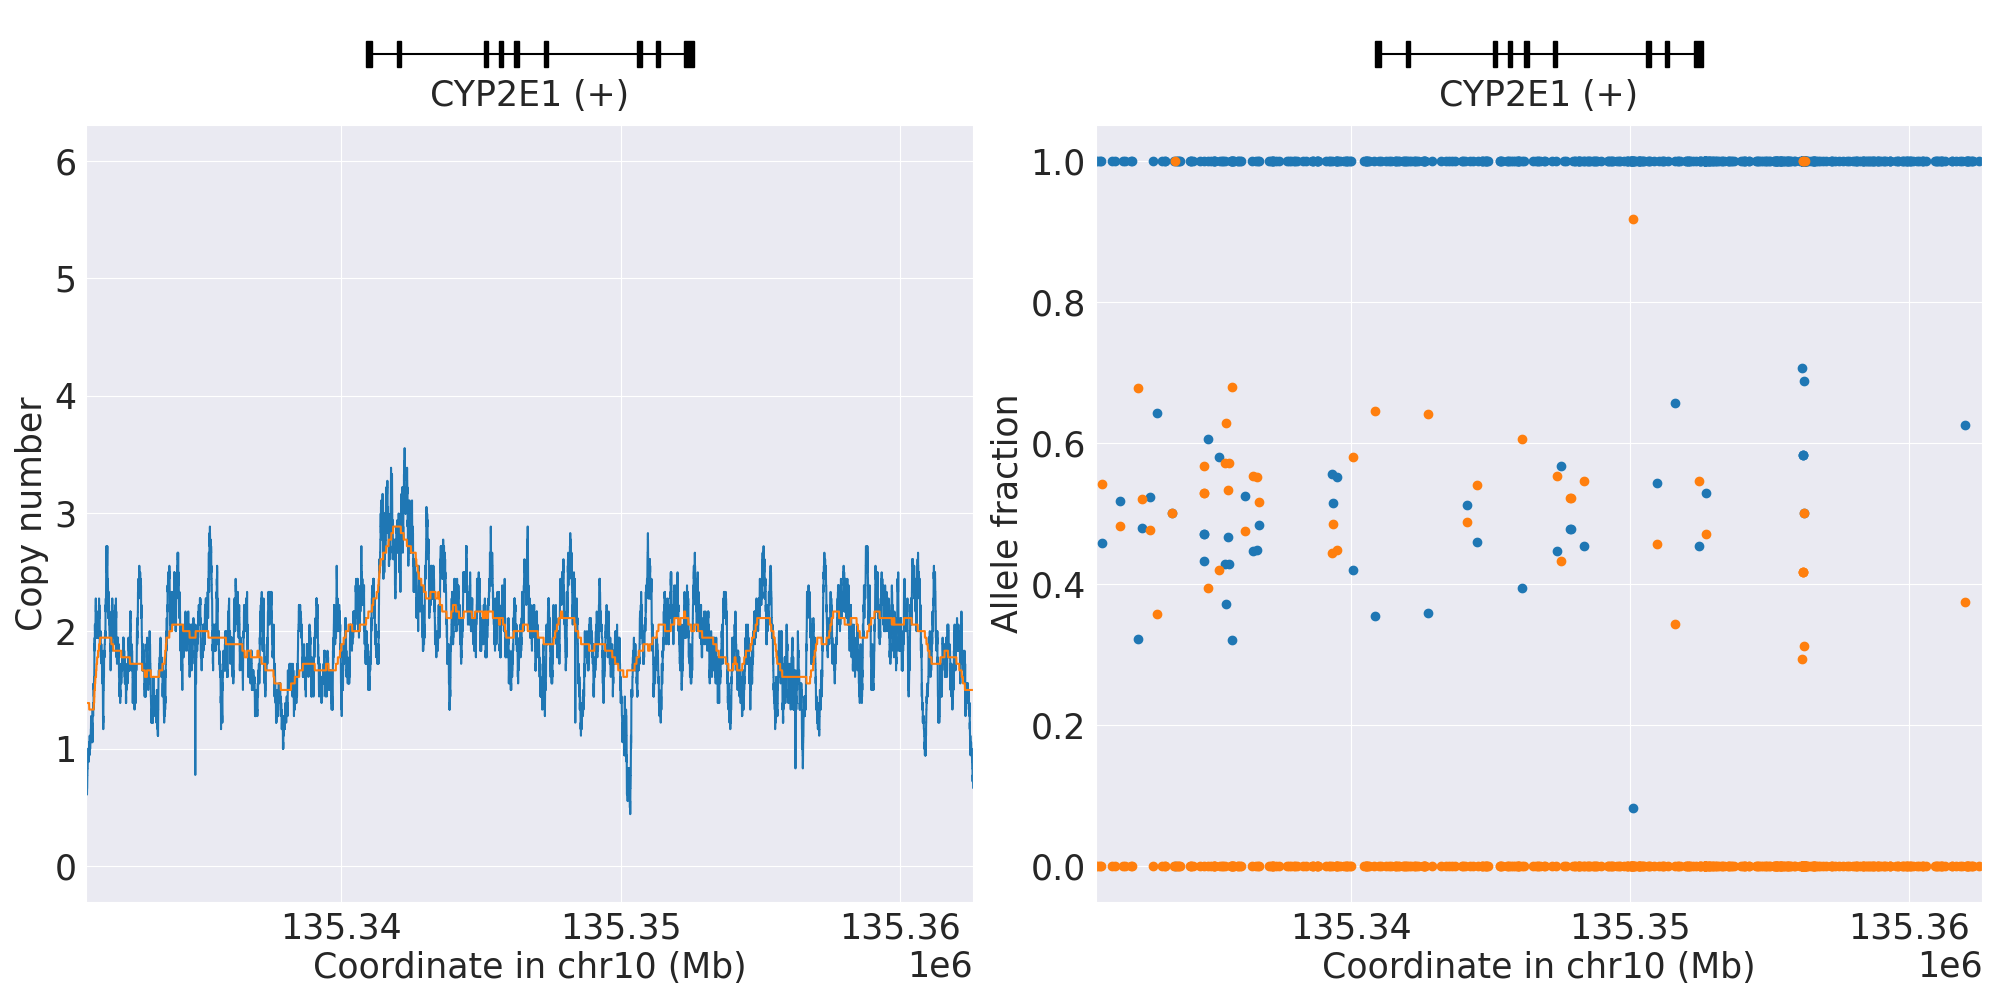 CYP2E1 (+)
6
5
4
3
2
1
0
Copy number
135.34 135.35 135.36
Coordinate in chr10 (Mb)
1e6
CYP2E1 (+)
1.0
0.8
0.6
0.4
0.2
0.0
Allele fraction
135.34 135.35 135.36
Coordinate in chr10 (Mb)
1e6